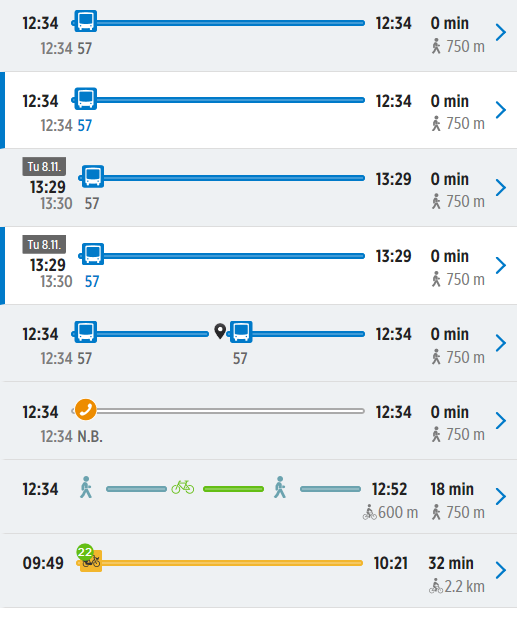 12:34 12:34 0 min
12:34 57 750 m
12:34 12:34 0 min
12:34 57 750 m
Tu 8.11.
13:29 13:29 0 min
13:30 57 750 m
Tu 8.11.
13:29 13:29 0 min
13:30 57 750 m
12:34 12:34 0 min
12:34 57 57 750 m
12:34 12:34 0 min
12:34 N.B. 750 m
12:34 12:52 18 min
600 m 750 m
22
09:49 10:21 32 min
2.2 km